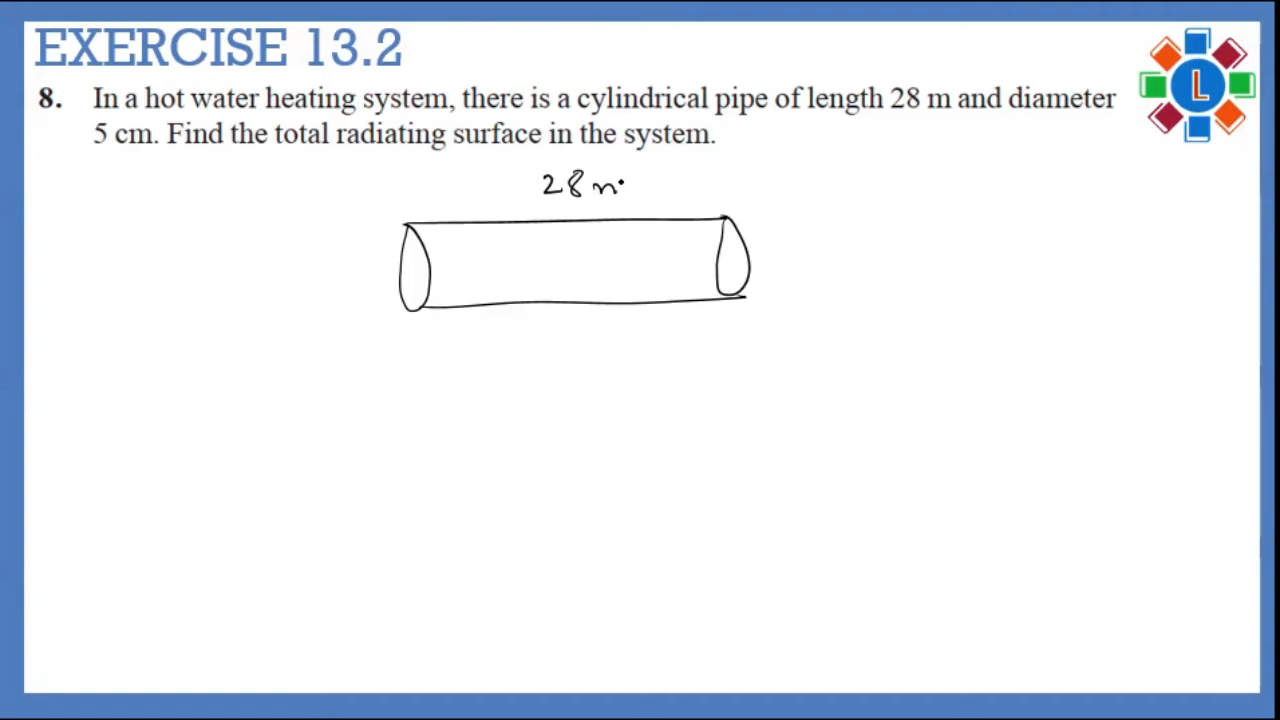 EXERCISE 13.2
8. In a hot water heating system, there is a cylindrical pipe of length 28 m and diameter
5 cm. Find the total radiating surface in the system.
28 m
L